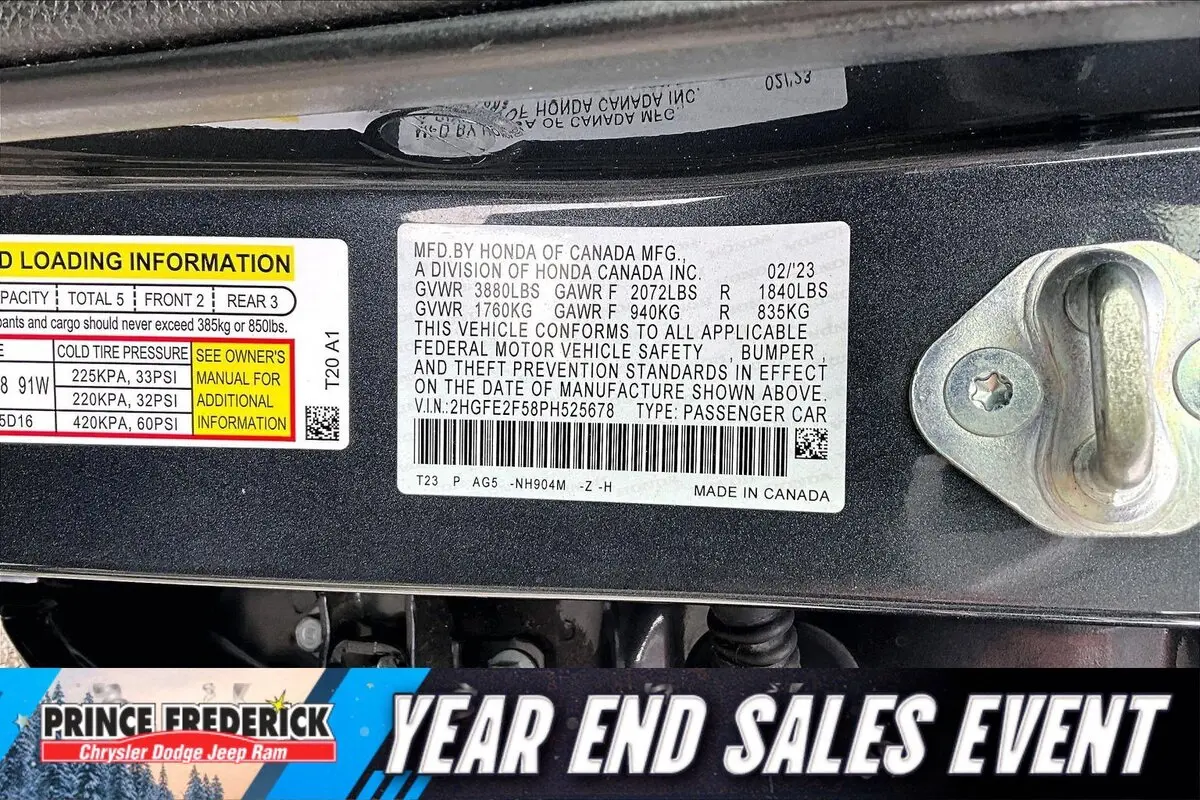 D LOADING INFORMATION
PACITY TOTAL 5 FRONT 2 REAR 3
pants and cargo should never exceed 385kg or 850lbs.
E COLD TIRE PRESSURE SEE OWNER'S
8 91W 225KPA, 33PSI MANUAL FOR
220KPA, 32PSI ADDITIONAL
5D16 420KPA, 60PSI INFORMATION
T20 A1
MFD.BY HONDA OF CANADA MFG.,
A DIVISION OF HONDA CANADA INC. 02/'23
GVWR 3880LBS GAWR F 2072LBS R 1840LBS
GVWR 1760KG GAWR F 940KG R 835KG
THIS VEHICLE CONFORMS TO ALL APPLICABLE
FEDERAL MOTOR VEHICLE SAFETY , BUMPER ,
AND THEFT PREVENTION STANDARDS IN EFFECT
ON THE DATE OF MANUFACTURE SHOWN ABOVE.
V.I.N.: 2HGFE2F58PH525678 TYPE: PASSENGER CAR
T23 P AG5 -NH904M -Z -H MADE IN CANADA
PRINCE FREDERICK
Chrysler Dodge Jeep Ram
YEAR END SALES EVENT